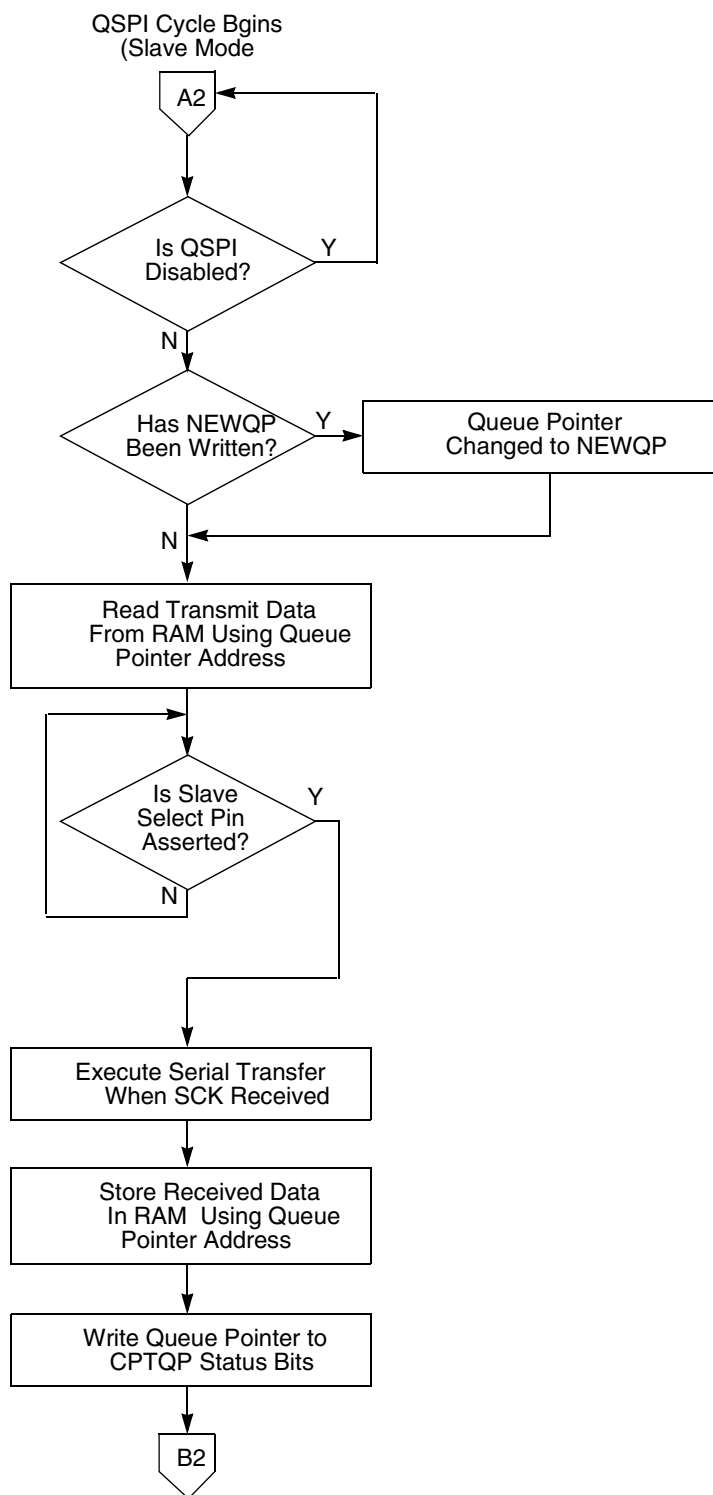 QSPI Cycle Bgins
(Slave Mode
A2
Is QSPI
Disabled?
Y
N
Has NEWQP
Been Written?
Y
Queue Pointer
Changed to NEWQP
N
Read Transmit Data
From RAM Using Queue
Pointer Address
Is Slave
Select Pin
Asserted?
Y
N
Execute Serial Transfer
When SCK Received
Store Received Data
In RAM Using Queue
Pointer Address
Write Queue Pointer to
CPTQP Status Bits
B2